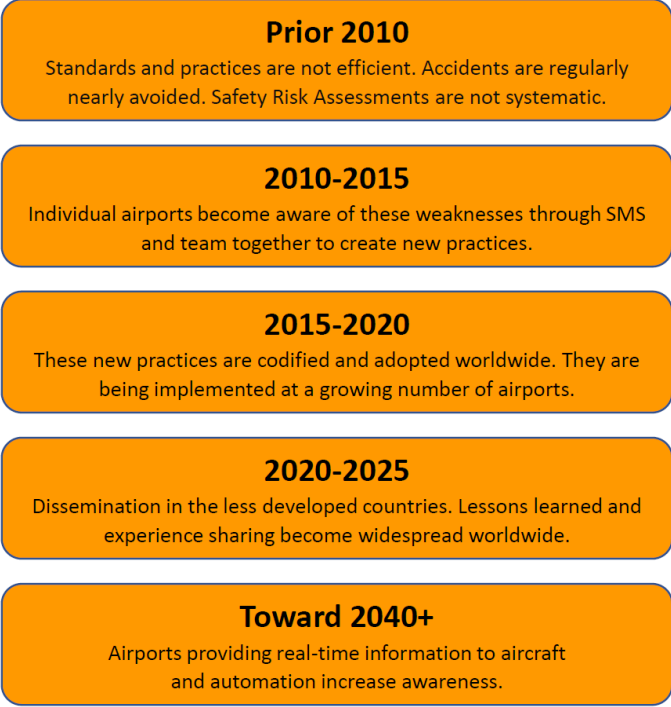 Prior 2010
Standards and practices are not efficient. Accidents are regularly
nearly avoided. Safety Risk Assessments are not systematic.
2010-2015
Individual airports become aware of these weaknesses through SMS
and team together to create new practices.
2015-2020
These new practices are codified and adopted worldwide. They are
being implemented at a growing number of airports.
2020-2025
Dissemination in the less developed countries. Lessons learned and
experience sharing become widespread worldwide.
Toward 2040+
Airports providing real-time information to aircraft
and automation increase awareness.